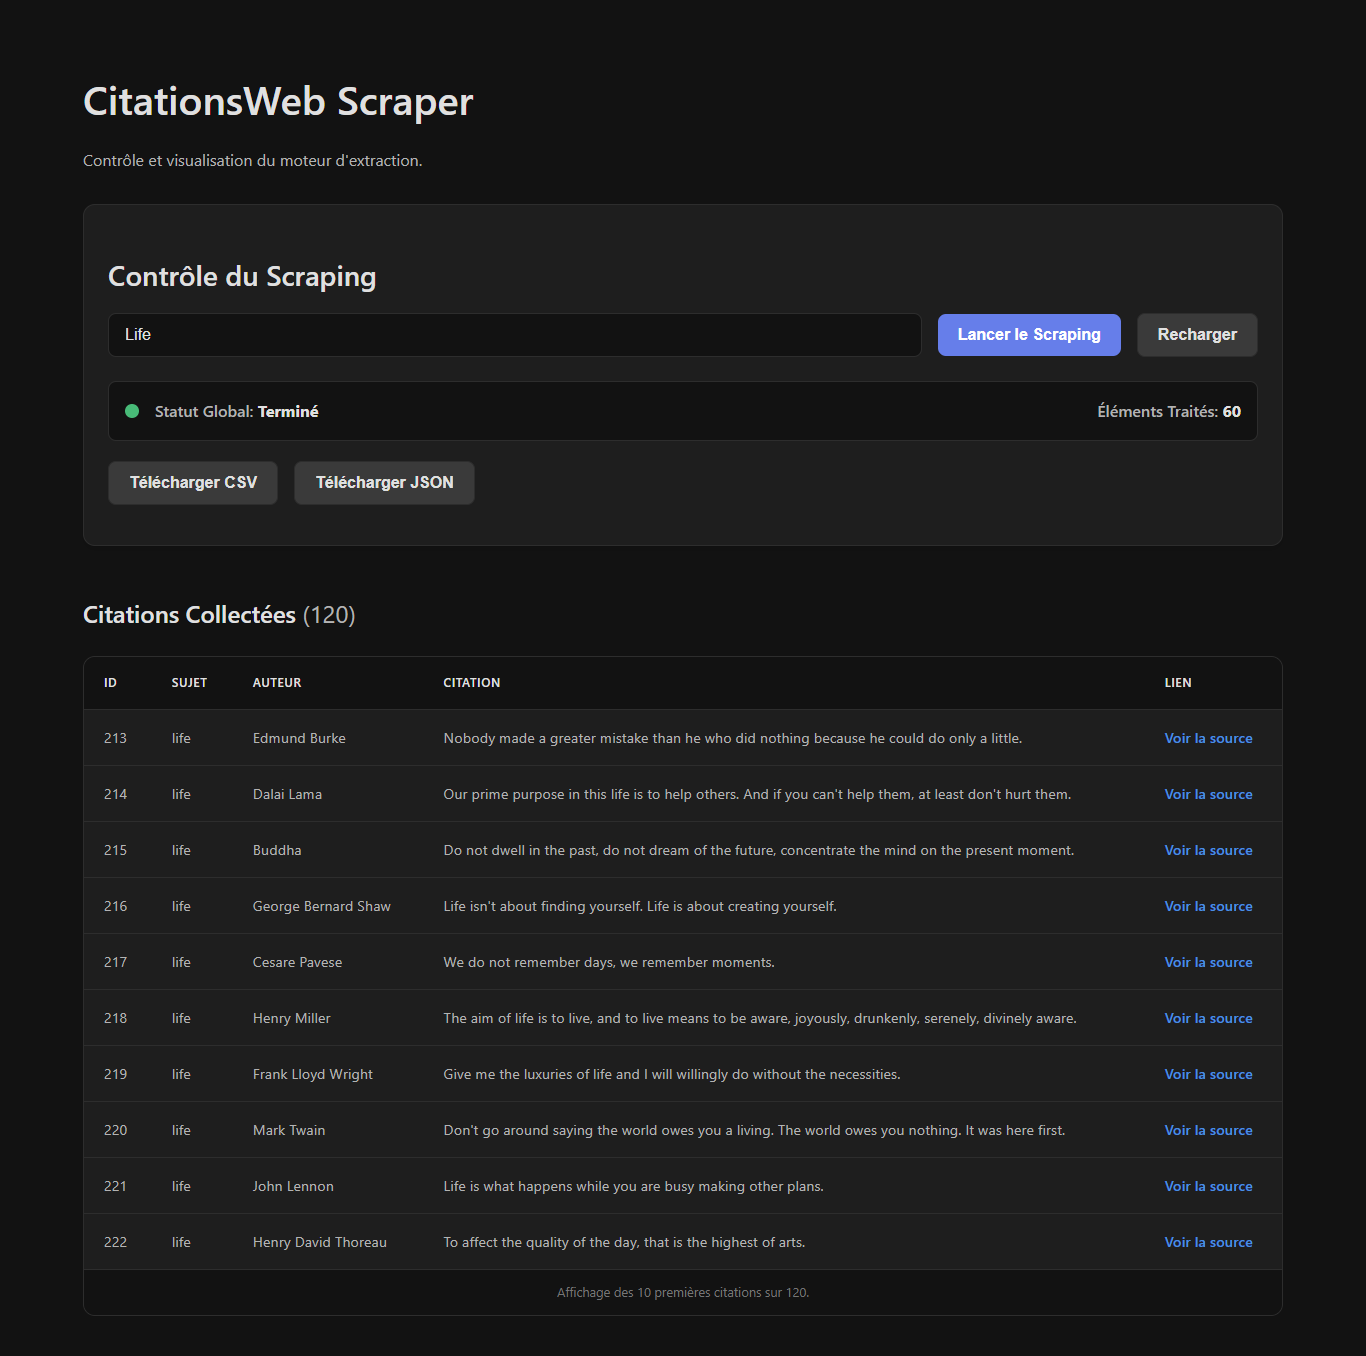 CitationsWeb Scraper
Contrôle et visualisation du moteur d'extraction.
Contrôle du Scraping
Life
Lancer le Scraping
Recharger
Statut Global: Terminé
Éléments Traités: 60
Télécharger CSV
Télécharger JSON
Citations Collectées (120)
ID SUJET AUTEUR CITATION LIEN
213 life Edmund Burke Nobody made a greater mistake than he who did nothing because he could do only a little. Voir la source
214 life Dalai Lama Our prime purpose in this life is to help others. And if you can't help them, at least don't hurt them. Voir la source
215 life Buddha Do not dwell in the past, do not dream of the future, concentrate the mind on the present moment. Voir la source
216 life George Bernard Shaw Life isn't about finding yourself. Life is about creating yourself. Voir la source
217 life Cesare Pavese We do not remember days, we remember moments. Voir la source
218 life Henry Miller The aim of life is to live, and to live means to be aware, joyously, drunkenly, serenely, divinely aware. Voir la source
219 life Frank Lloyd Wright Give me the luxuries of life and I will willingly do without the necessities. Voir la source
220 life Mark Twain Don't go around saying the world owes you a living. The world owes you nothing. It was here first. Voir la source
221 life John Lennon Life is what happens while you are busy making other plans. Voir la source
222 life Henry David Thoreau To affect the quality of the day, that is the highest of arts. Voir la source
Affichage des 10 premières citations sur 120.